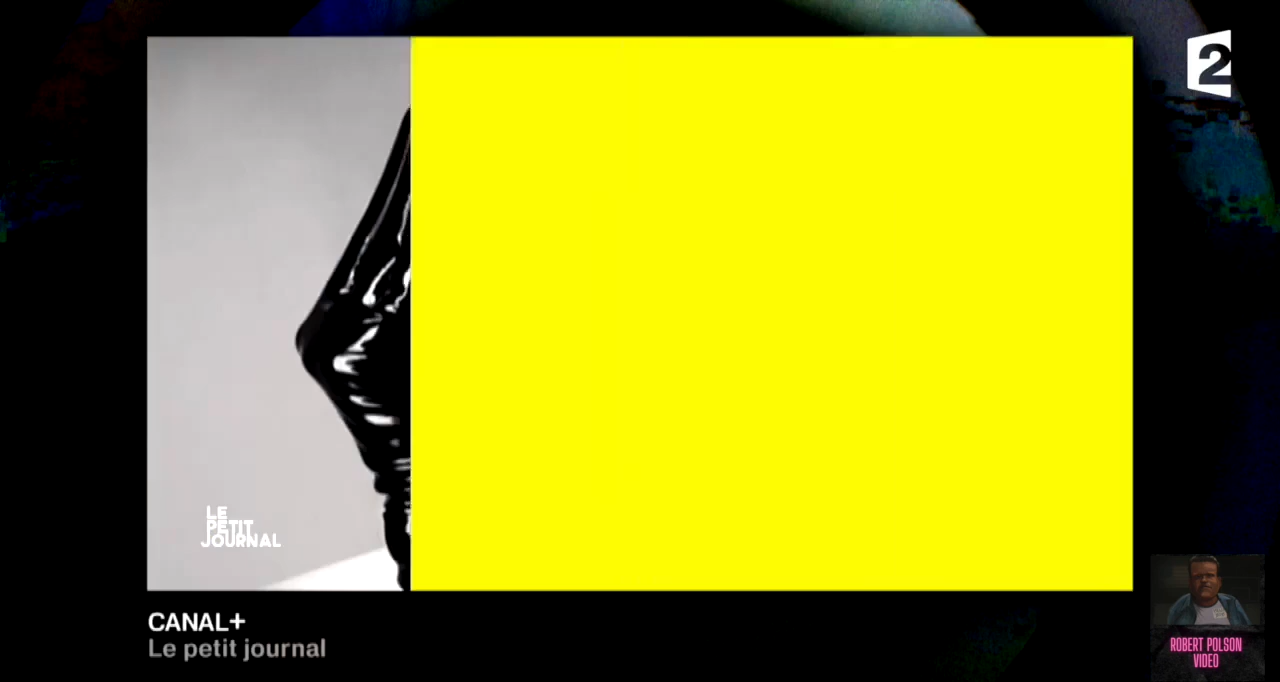 2
LE
PETIT
JOURNAL
CANAL+
Le petit journal
ROBERT POLSON
VIDEO